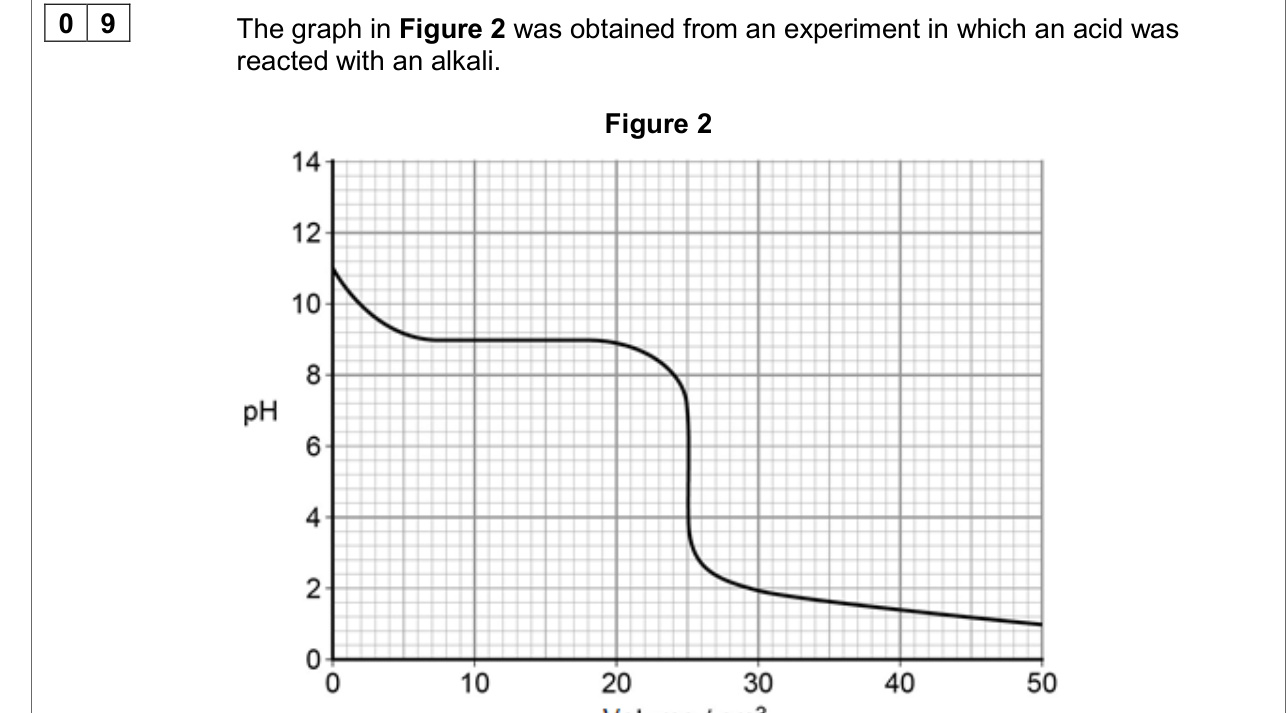 0 9
The graph in Figure 2 was obtained from an experiment in which an acid was
reacted with an alkali.
Figure 2
14
12
10
8
pH
6
4
2
0
0 10 20 30 40 50